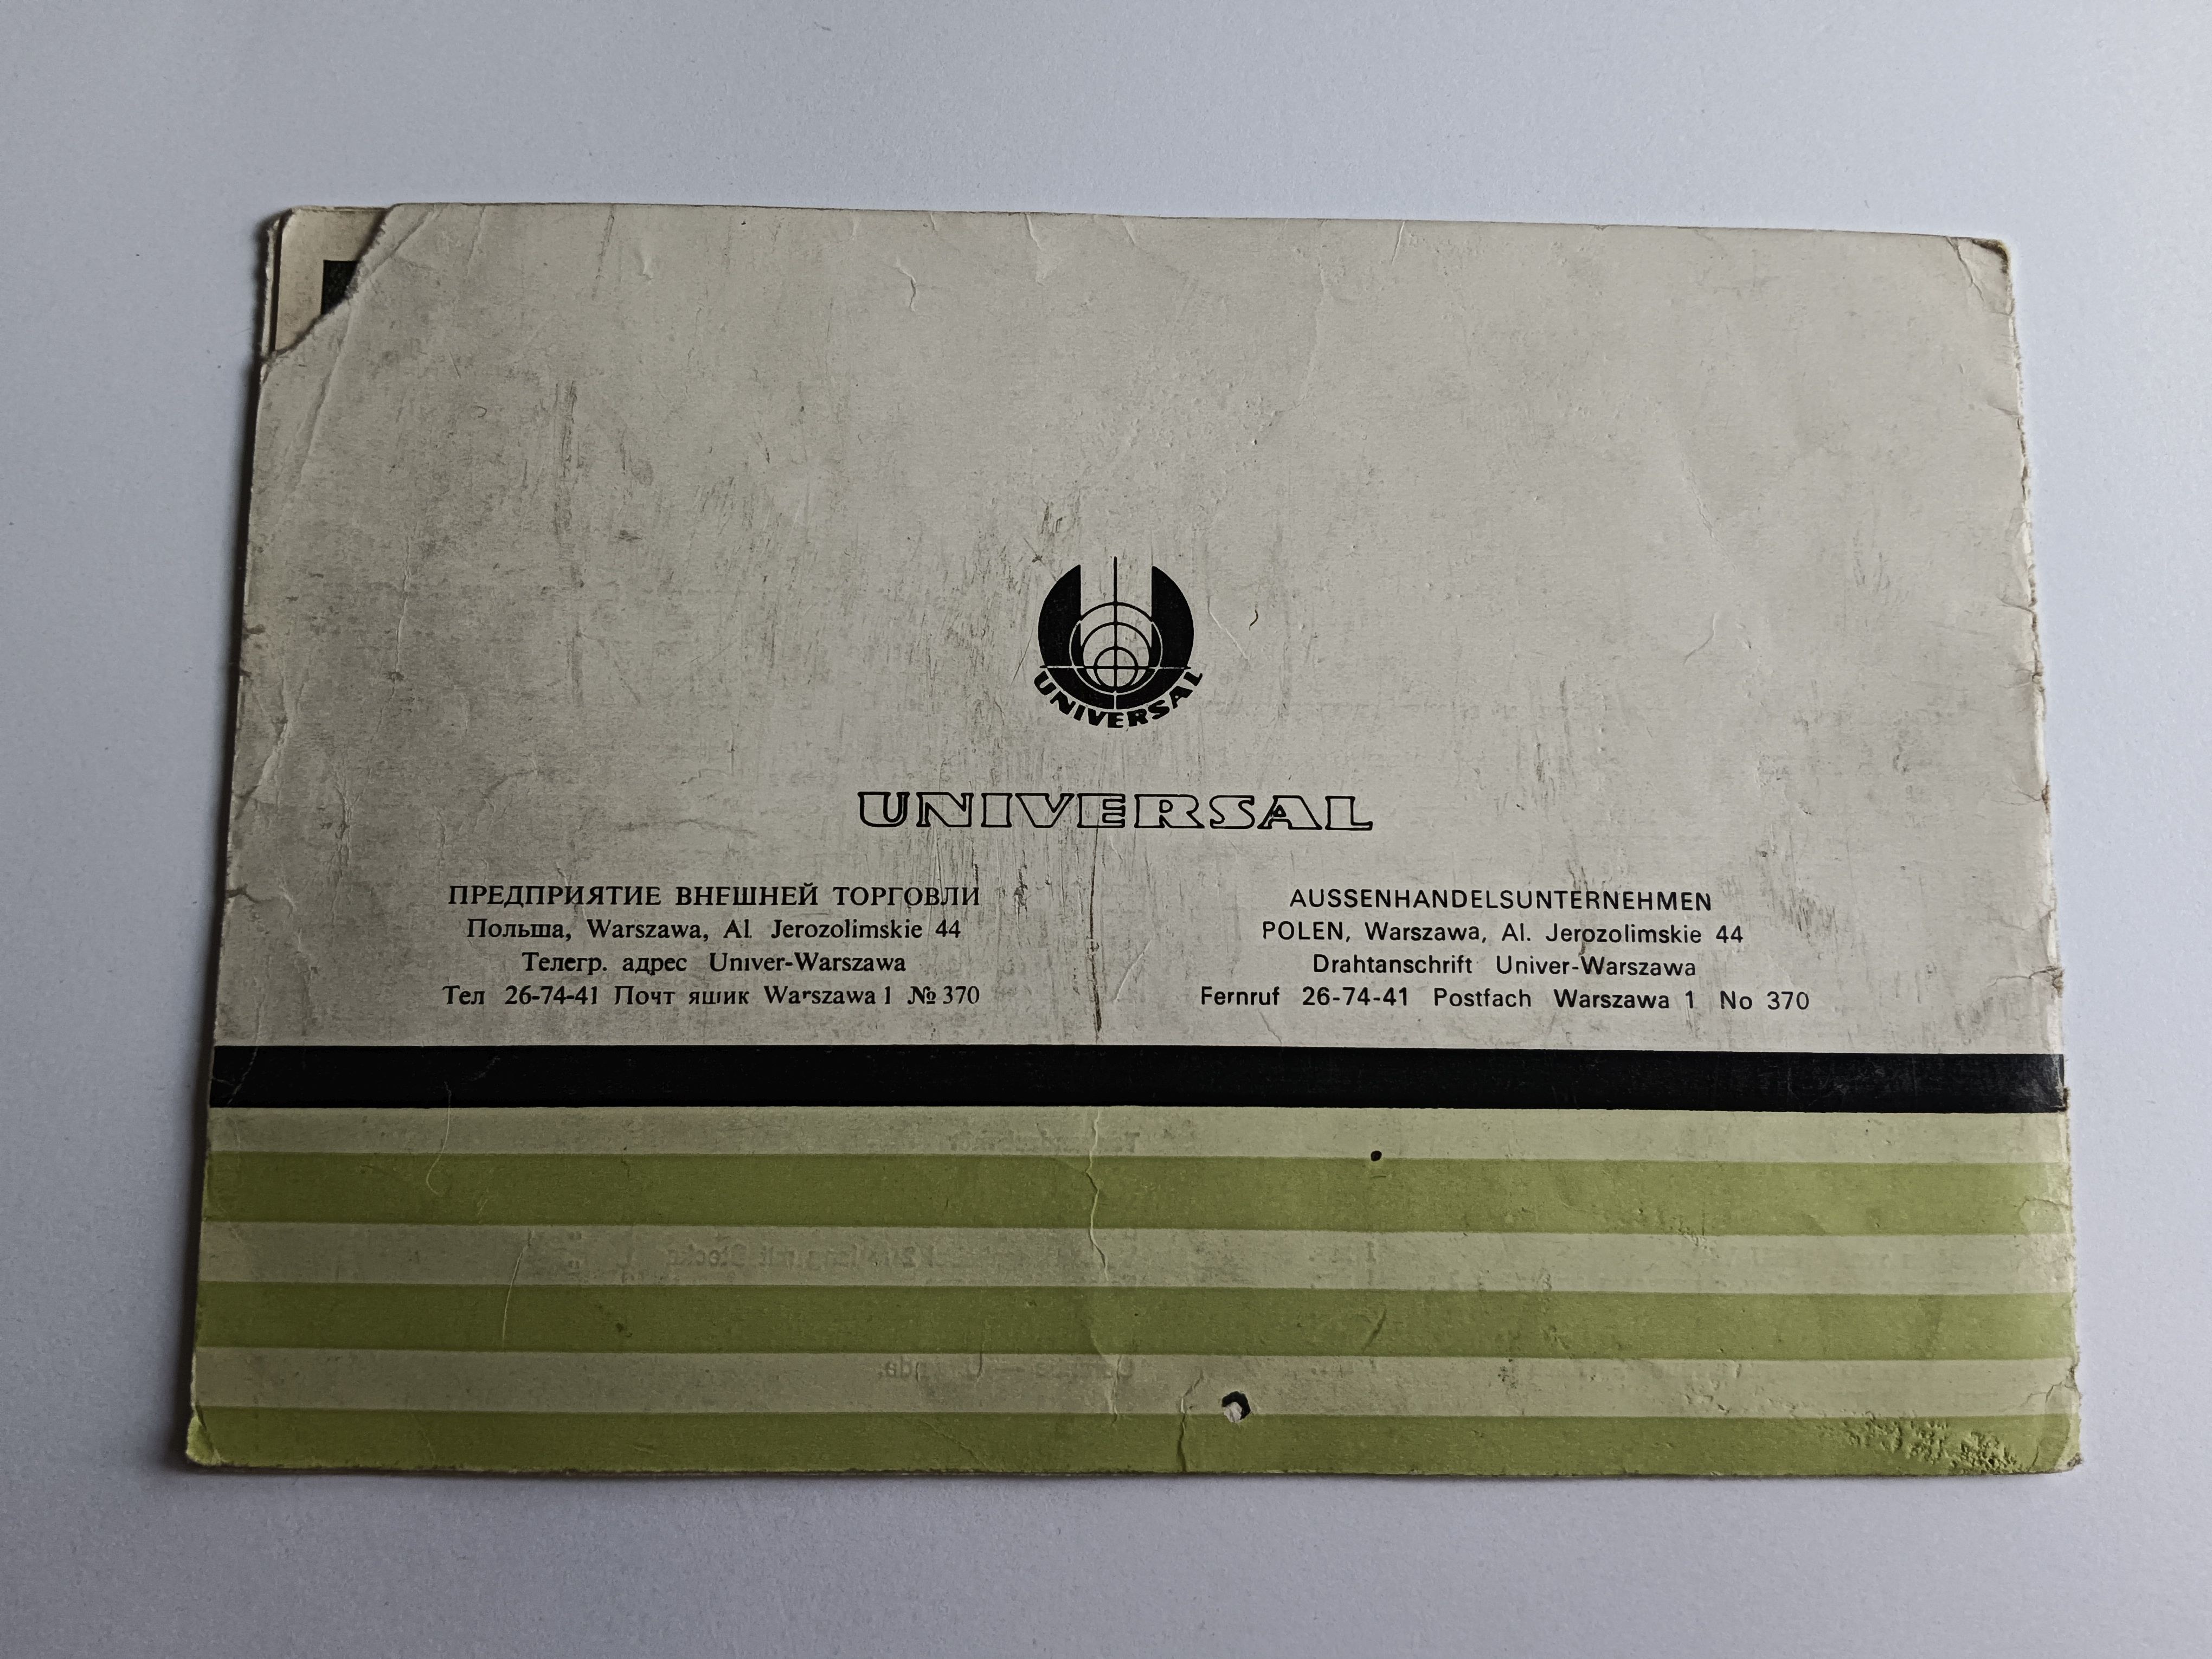 UNIVERSAL
UNIVERSAL
ПРЕДПРИЯТИЕ ВНЕШНЕЙ ТОРГОВЛИ
Польша, Warszawa, Al. Jerozolimskie 44
Телегр. адрес Univer-Warszawa
Тел 26-74-41 Почт яшик Warszawa 1 № 370
AUSSENHANDELSUNTERNEHMEN
POLEN, Warszawa, Al. Jerozolimskie 44
Drahtanschrift Univer-Warszawa
Fernruf 26-74-41 Postfach Warszawa 1 No 370